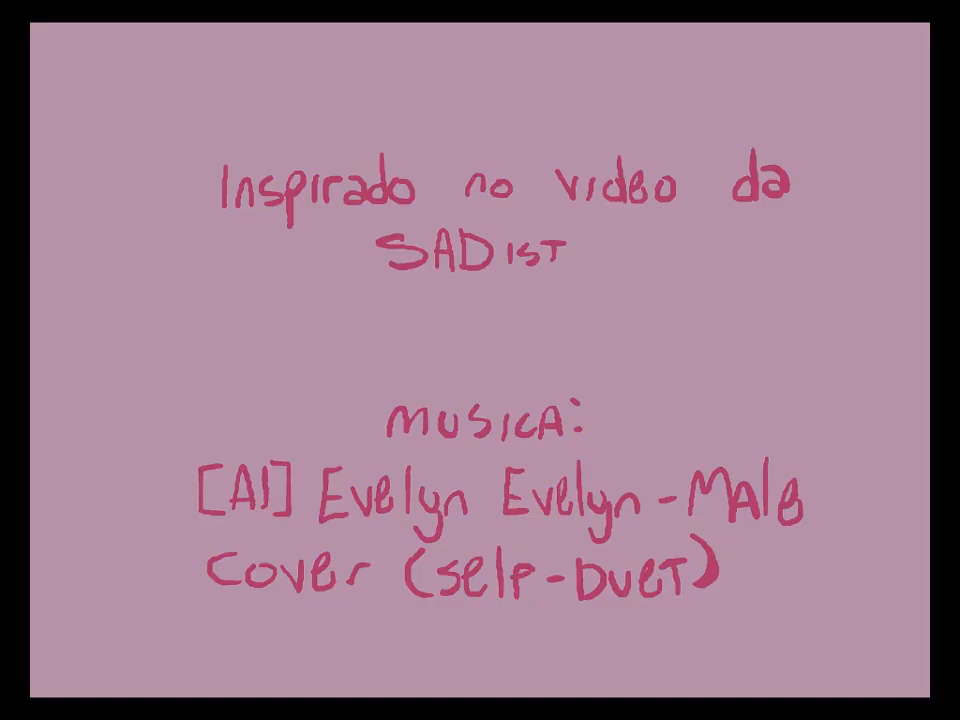 Inspirado no video da
SADIST
MUSICA:
[AI] Evelyn Evelyn - MAle
cover (self-DUET)